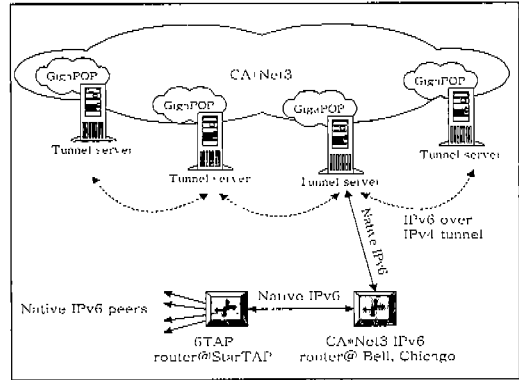 CA*Net3
GigaPOP
GigaPOP
GigaPOP
GigaPOP
Tunnel server
Tunnel server
Tunnel server
Tunnel server
IPv6 over
IPv4 tunnel
Native IPv6
Native IPv6
Native IPv6 peers
6TAP
router@StarTAP
CA*Net3 IPv6
router@ Bell, Chicago